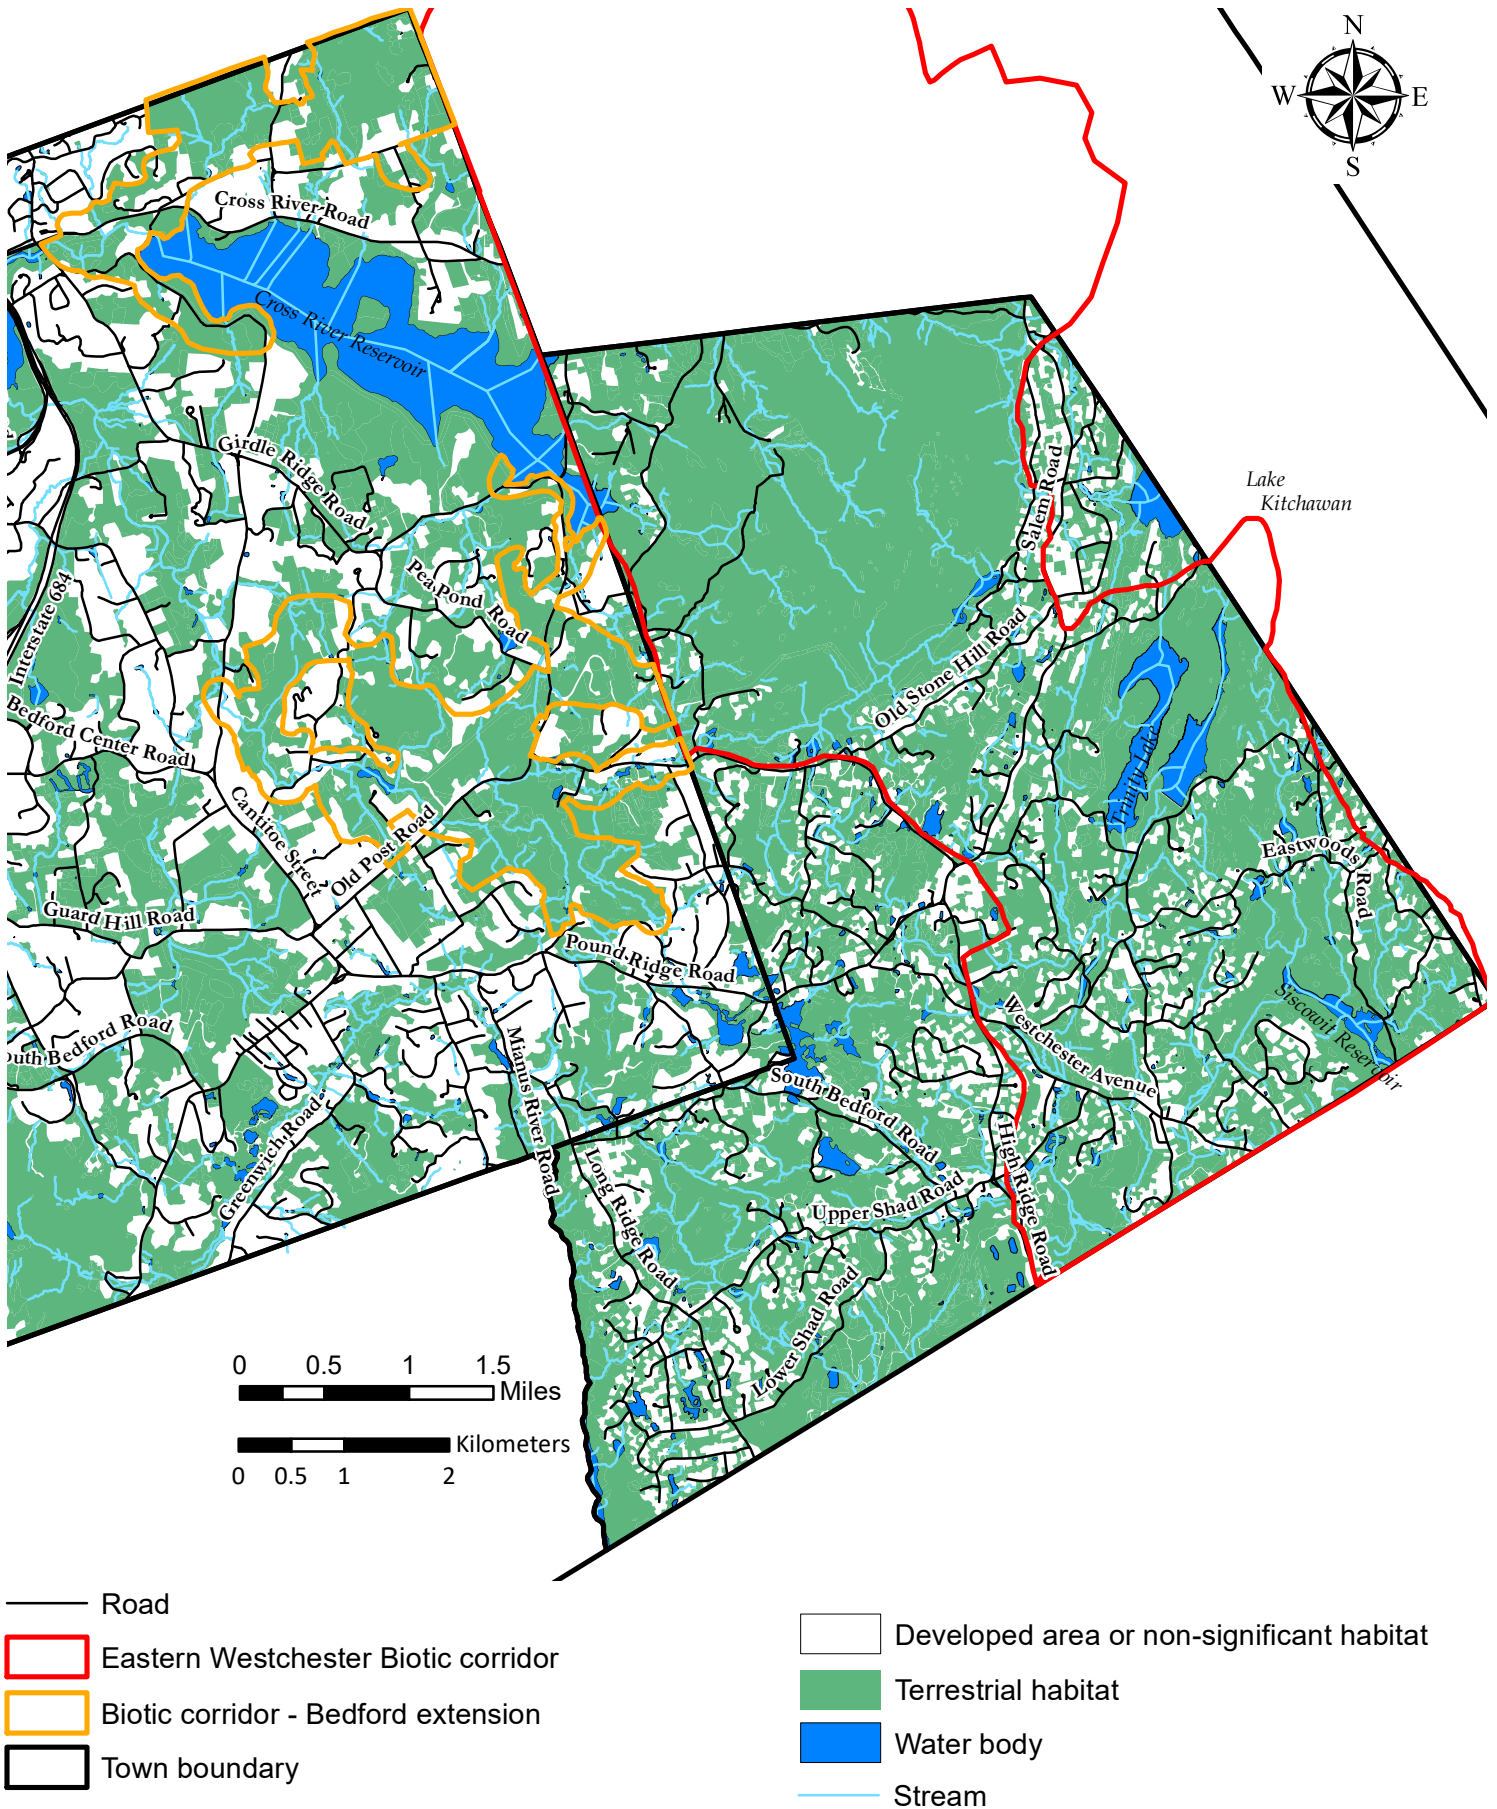 N
W
E
S
Cross River Road
Cross River Reservoir
Girdle Ridge Road
Salem Road
Lake
Kitchawan
Pea Pond Road
Interstate 684
Old Stone Hill Road
Bedford Center Road
Trinity Lake
Cantitoe Street
Old Post Road
Eastwoods Road
Guard Hill Road
Pound Ridge Road
Siscowit Reservoir
outh Bedford Road
Mianus River Road
Westchester Avenue
South Bedford Road
Greenwich Road
High Ridge Road
Long Ridge Road
Upper Shad Road
Lower Shad Road
0 0.5 1 1.5
Miles
Kilometers
0 0.5 1 2
Road
Eastern Westchester Biotic corridor
Biotic corridor - Bedford extension
Town boundary
Developed area or non-significant habitat
Terrestrial habitat
Water body
Stream